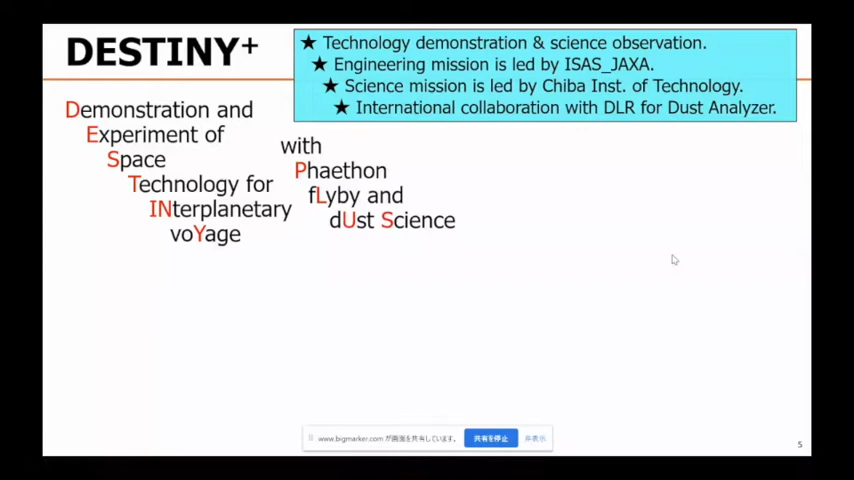 DESTINY+
★ Technology demonstration & science observation.
★ Engineering mission is led by ISAS_JAXA.
★ Science mission is led by Chiba Inst. of Technology.
★ International collaboration with DLR for Dust Analyzer.
Demonstration and
Experiment of
Space
Technology for
INterplanetary
voYage
with
Phaethon
fLyby and
dUst Science
www.bigmarker.com が画面を共有しています。
共有を停止
非表示
5